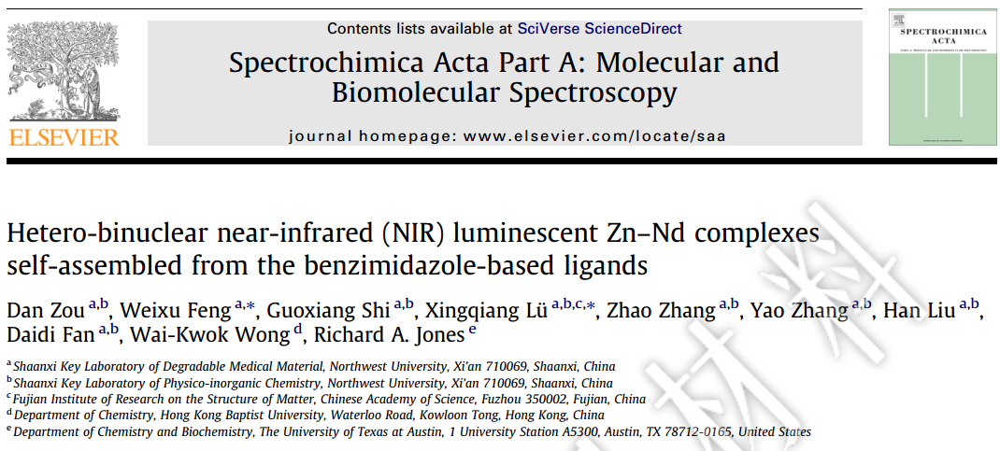 Contents lists available at SciVerse ScienceDirect
SPECTROCHIMICA
ACTA
Spectrochimica Acta Part A: Molecular and
Biomolecular Spectroscopy
ELSEVIER
journal homepage: www.elsevier.com/locate/saa
Hetero-binuclear near-infrared (NIR) luminescent Zn–Nd complexes
self-assembled from the benzimidazole-based ligands
Dan Zou a,b, Weixu Feng a,*, Guoxiang Shi a,b, Xingqiang Lü a,b,c,*, Zhao Zhang a,b, Yao Zhang a,b, Han Liu a,b,
Daidi Fan a,b, Wai-Kwok Wong d, Richard A. Jones e
a Shaanxi Key Laboratory of Degradable Medical Material, Northwest University, Xi'an 710069, Shaanxi, China
b Shaanxi Key Laboratory of Physico-inorganic Chemistry, Northwest University, Xi'an 710069, Shaanxi, China
c Fujian Institute of Research on the Structure of Matter, Chinese Academy of Science, Fuzhou 350002, Fujian, China
d Department of Chemistry, Hong Kong Baptist University, Waterloo Road, Kowloon Tong, Hong Kong, China
e Department of Chemistry and Biochemistry, The University of Texas at Austin, 1 University Station A5300, Austin, TX 78712-0165, United States
材料